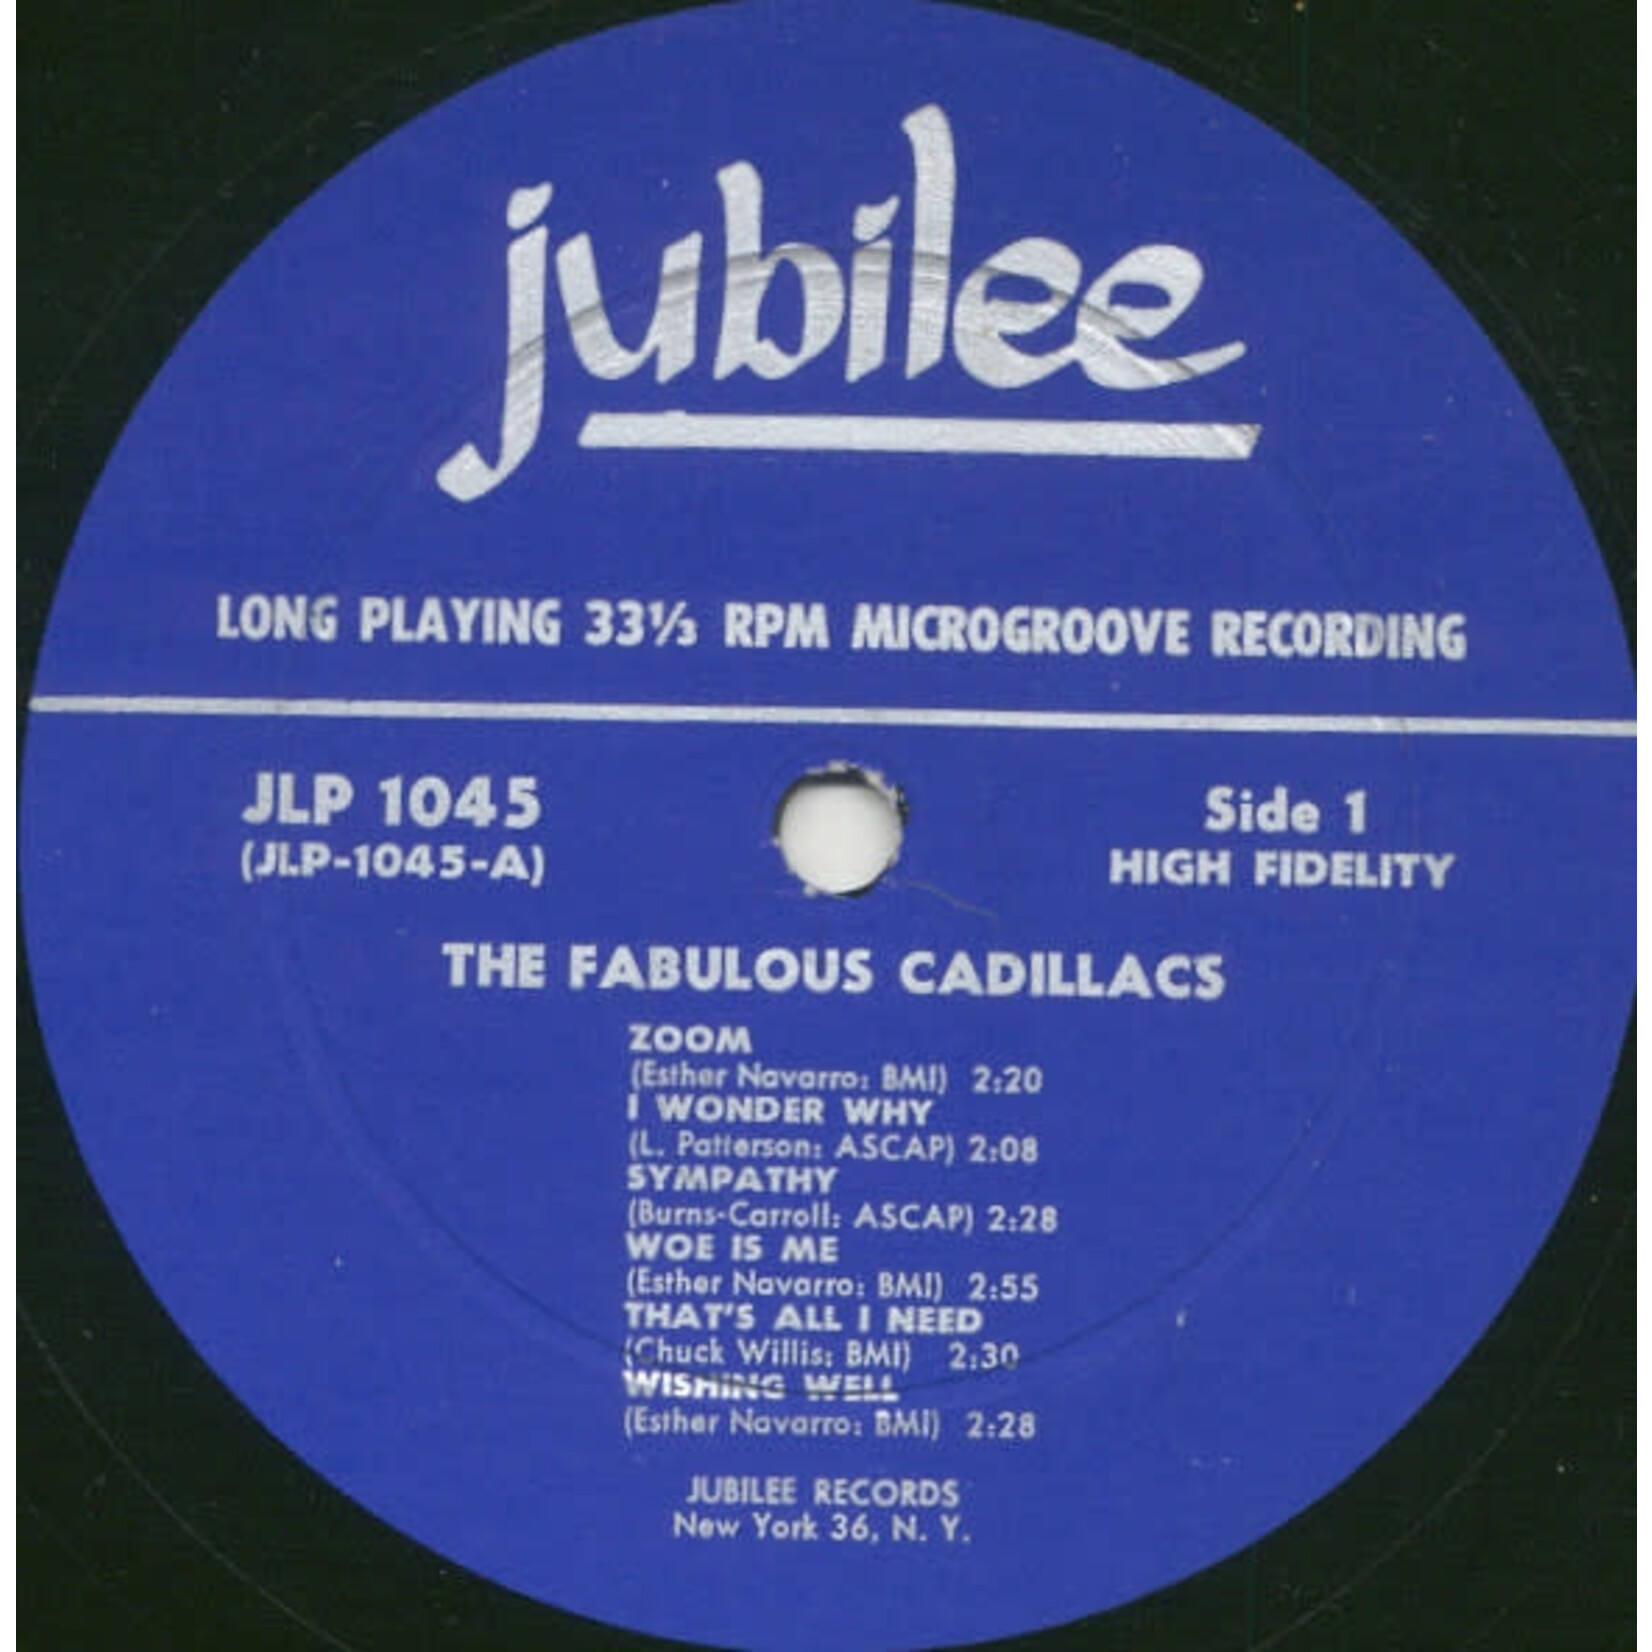 jubilee
LONG PLAYING 33⅓ RPM MICROGROOVE RECORDING
JLP 1045
(JLP-1045-A)
Side 1
HIGH FIDELITY
THE FABULOUS CADILLACS
ZOOM
(Esther Navarro: BMI) 2:20
I WONDER WHY
(L. Patterson: ASCAP) 2:08
SYMPATHY
(Burns-Carroll: ASCAP) 2:28
WOE IS ME
(Esther Navarro: BMI) 2:55
THAT'S ALL I NEED
(Chuck Willis: BMI) 2:30
WISHING WELL
(Esther Navarro: BMI) 2:28
JUBILEE RECORDS
New York 36, N. Y.